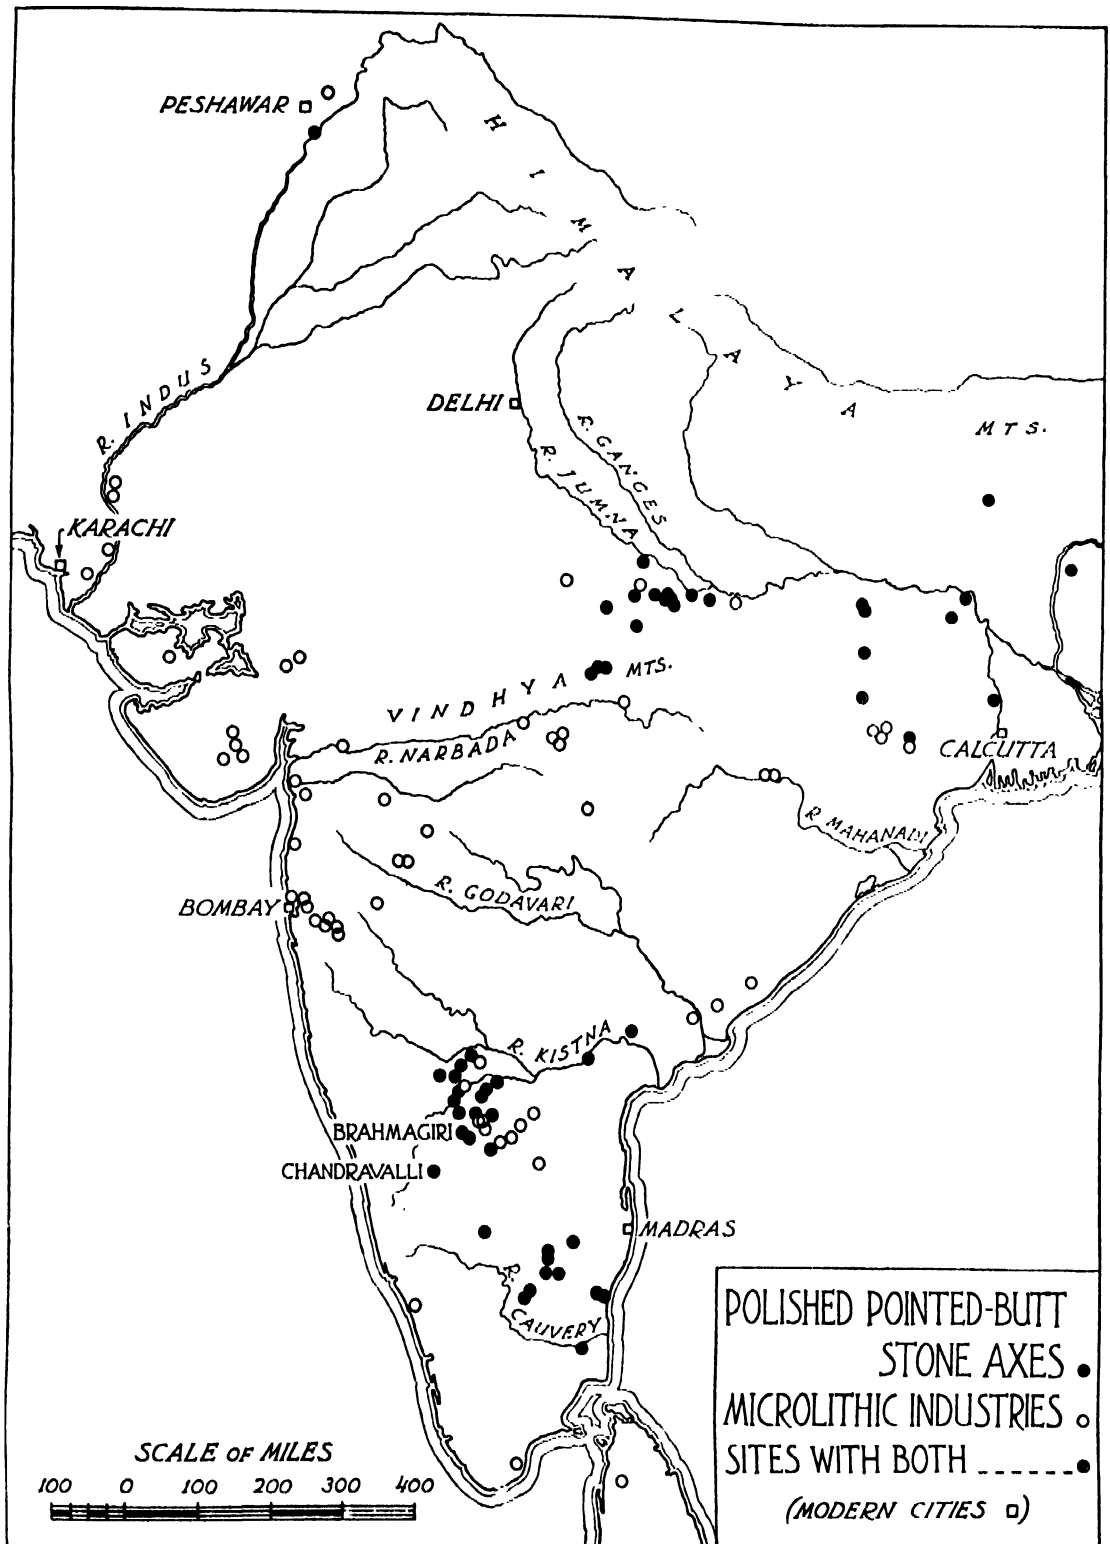 PESHAWAR
HIMALAYA
MTS.
R. INDUS
DELHI
R. GANGES
R. JUMNA
KARACHI
VINDHYA MTS.
R. NARBADA
CALCUTTA
R MAHANADI
R. GODAVARI
BOMBAY
R. KISTNA
BRAHMAGIRI
CHANDRAVALLI
MADRAS
R. CAUVERY
POLISHED POINTED-BUTT
STONE AXES
MICROLITHIC INDUSTRIES
SITES WITH BOTH
(MODERN CITIES )
SCALE OF MILES
100 0 100 200 300 400